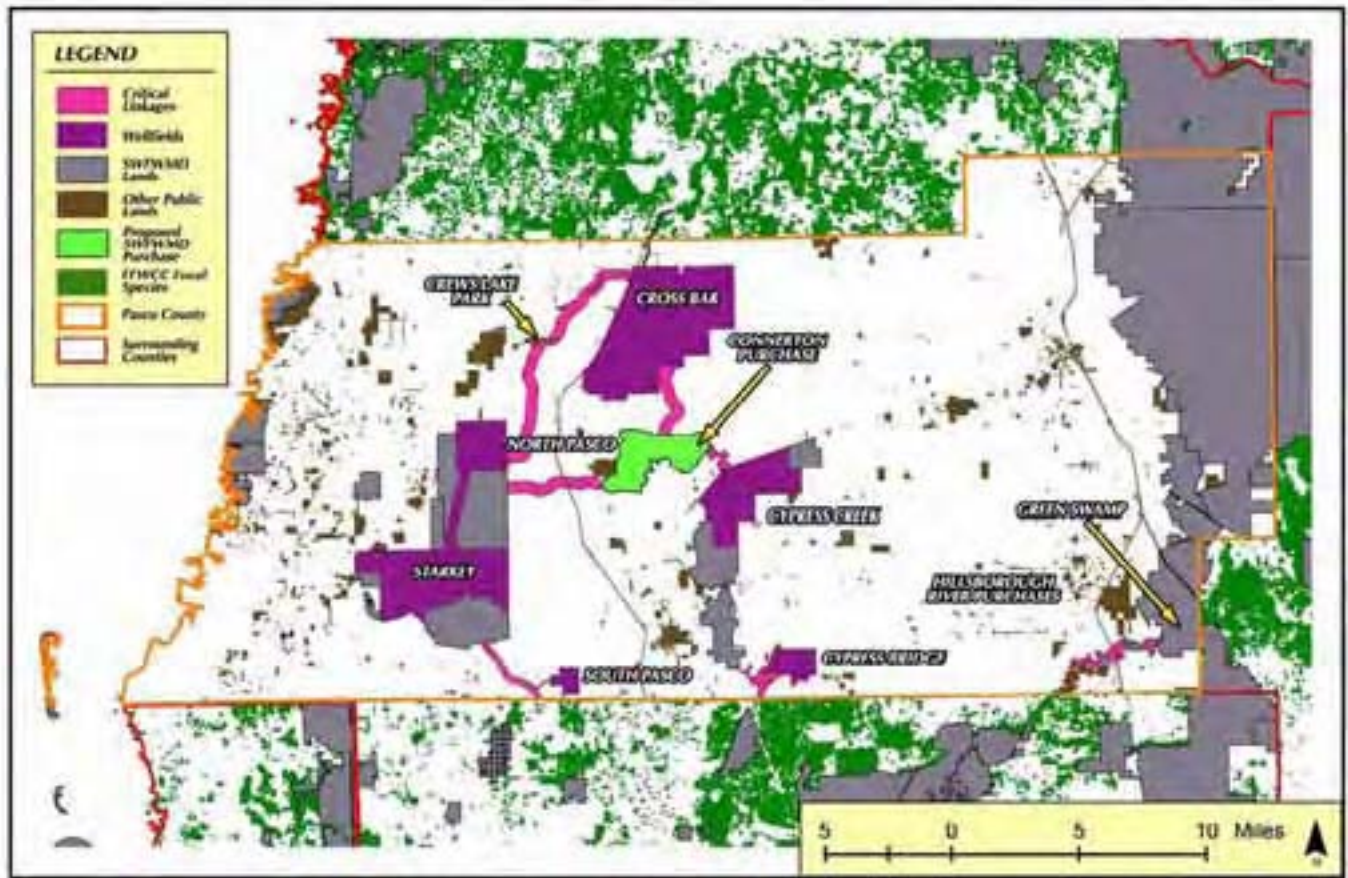 LEGEND
Critical
Linkages
Wellfields
SWFWMD
Lands
Other Public
Lands
Proposed
SWFWMD
Purchase
FFWCC Focal
Species
Pasco County
Surrounding
Counties
CREWS LAKE
PARK
CROSS BAR
CONNERTON
PURCHASE
NORTH PASCO
CYPRESS CREEK
GREEN SWAMP
STARKEY
HILLSBOROUGH
RIVER PURCHASES
SOUTH PASCO
CYPRESS BRIDGE
5 0 5 10 Miles